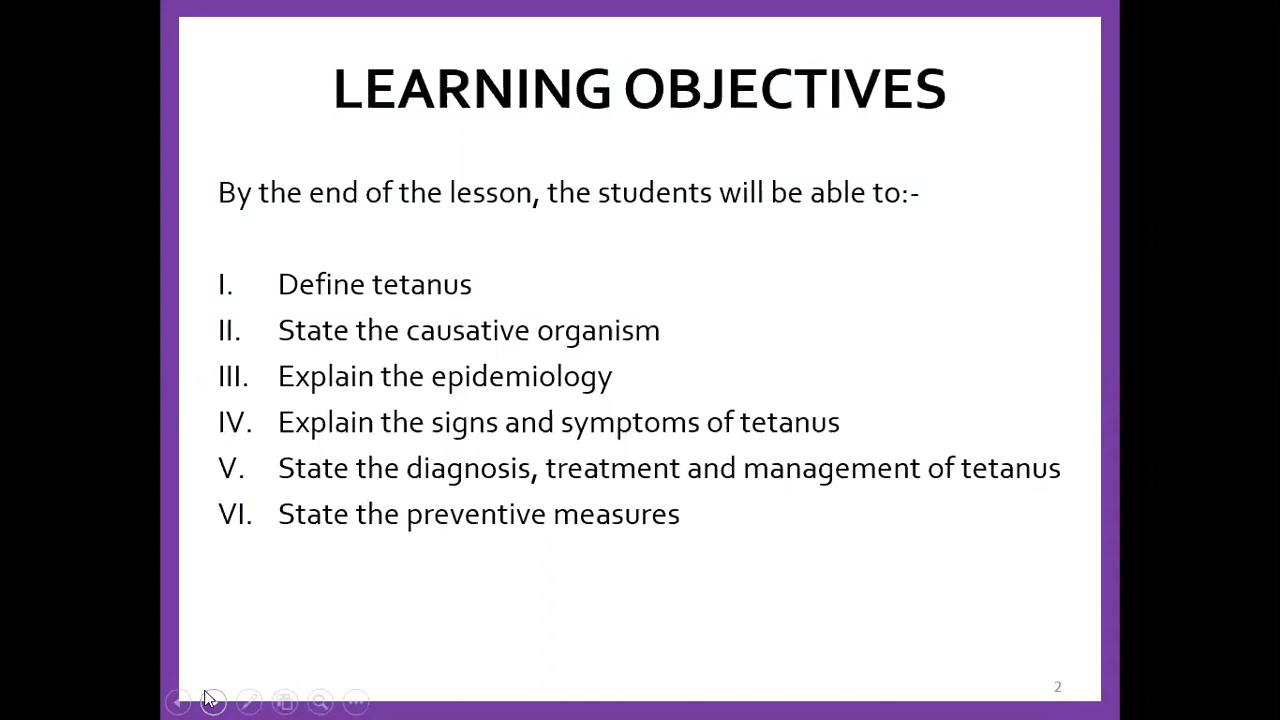 LEARNING OBJECTIVES
By the end of the lesson, the students will be able to:-
I. Define tetanus
II. State the causative organism
III. Explain the epidemiology
IV. Explain the signs and symptoms of tetanus
V. State the diagnosis, treatment and management of tetanus
VI. State the preventive measures
2